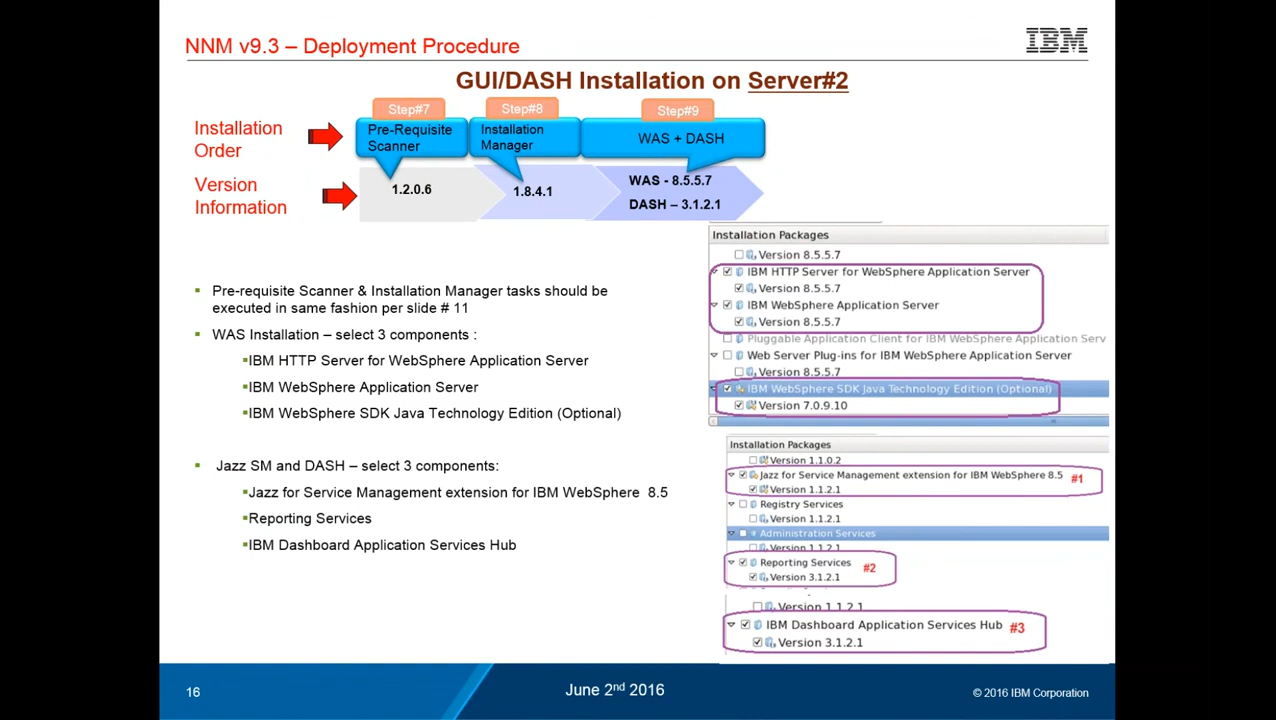 NNM v9.3 – Deployment Procedure
IBM
GUI/DASH Installation on Server#2
Step#7
Step#8
Step#9
Installation
Order
Pre-Requisite
Scanner
Installation
Manager
WAS + DASH
Version
Information
1.2.0.6
1.8.4.1
WAS - 8.5.5.7
DASH – 3.1.2.1
Pre-requisite Scanner & Installation Manager tasks should be
executed in same fashion per slide # 11
WAS Installation – select 3 components :
IBM HTTP Server for WebSphere Application Server
IBM WebSphere Application Server
IBM WebSphere SDK Java Technology Edition (Optional)
Jazz SM and DASH – select 3 components:
Jazz for Service Management extension for IBM WebSphere 8.5
Reporting Services
IBM Dashboard Application Services Hub
Installation Packages
Version 8.5.5.7
IBM HTTP Server for WebSphere Application Server
Version 8.5.5.7
IBM WebSphere Application Server
Version 8.5.5.7
Pluggable Application Client for IBM WebSphere Application Serv
Web Server Plug-ins for IBM WebSphere Application Server
Version 8.5.5.7
IBM WebSphere SDK Java Technology Edition (Optional)
Version 7.0.9.10
Installation Packages
Version 1.1.0.2
Jazz for Service Management extension for IBM WebSphere 8.5 #1
Version 1.1.2.1
Registry Services
Version 1.1.2.1
Administration Services
Version 1.1.2.1
Reporting Services #2
Version 3.1.2.1
Version 1.1.2.1
IBM Dashboard Application Services Hub #3
Version 3.1.2.1
16
June 2nd 2016
© 2016 IBM Corporation